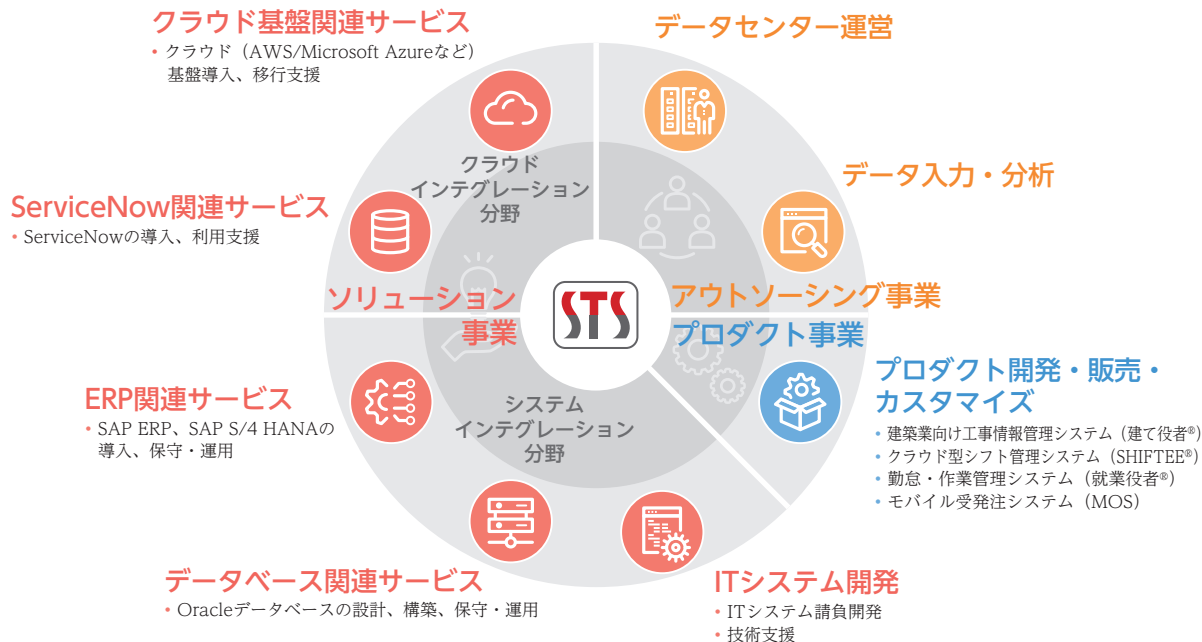 クラウド基盤関連サービス
• クラウド（AWS/Microsoft Azureなど）
基盤導入、移行支援
データセンター運営
クラウド
インテグレーション
分野
データ入力・分析
ServiceNow関連サービス
• ServiceNowの導入、利用支援
ソリューション
事業
STS
アウトソーシング事業
プロダクト事業
プロダクト開発・販売・
カスタマイズ
• 建築業向け工事情報管理システム（建て役者®）
• クラウド型シフト管理システム（SHIFTEE®）
• 勤怠・作業管理システム（就業役者®）
• モバイル受発注システム（MOS）
ERP関連サービス
• SAP ERP、SAP S/4 HANAの
導入、保守・運用
システム
インテグレーション
分野
データベース関連サービス
• Oracleデータベースの設計、構築、保守・運用
ITシステム開発
• ITシステム請負開発
• 技術支援